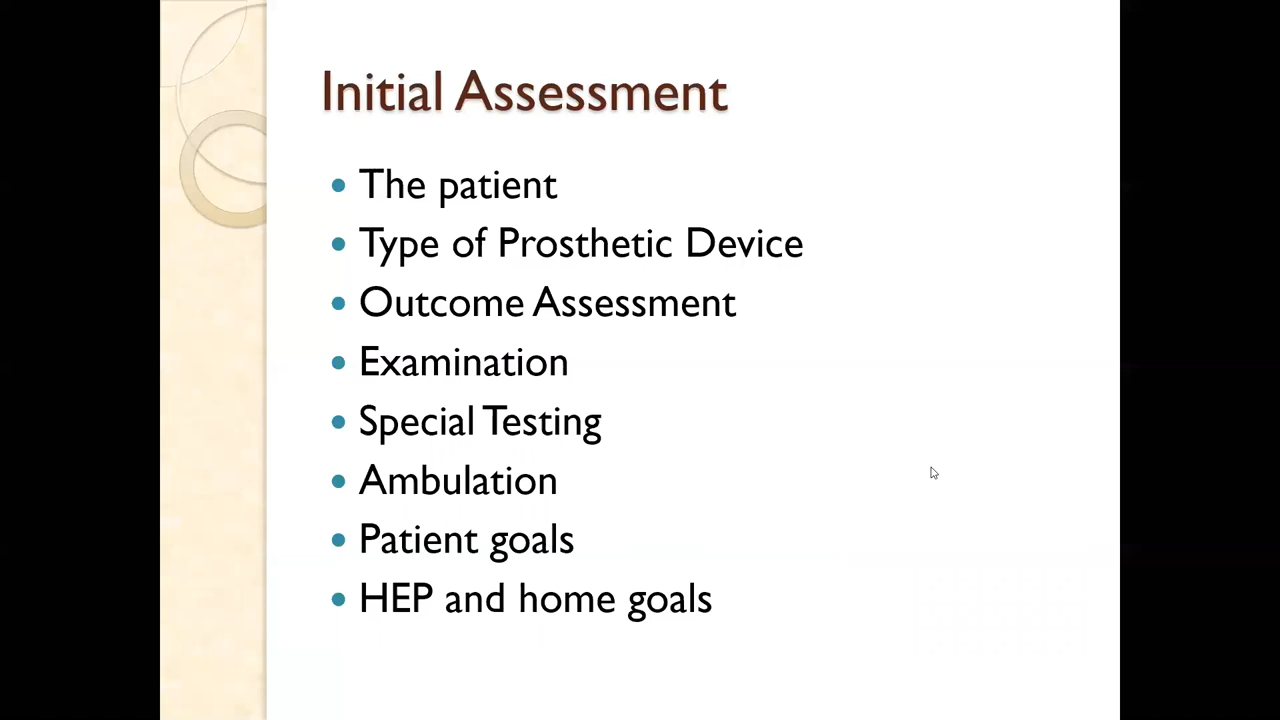 Initial Assessment
• The patient
• Type of Prosthetic Device
• Outcome Assessment
• Examination
• Special Testing
• Ambulation
• Patient goals
• HEP and home goals